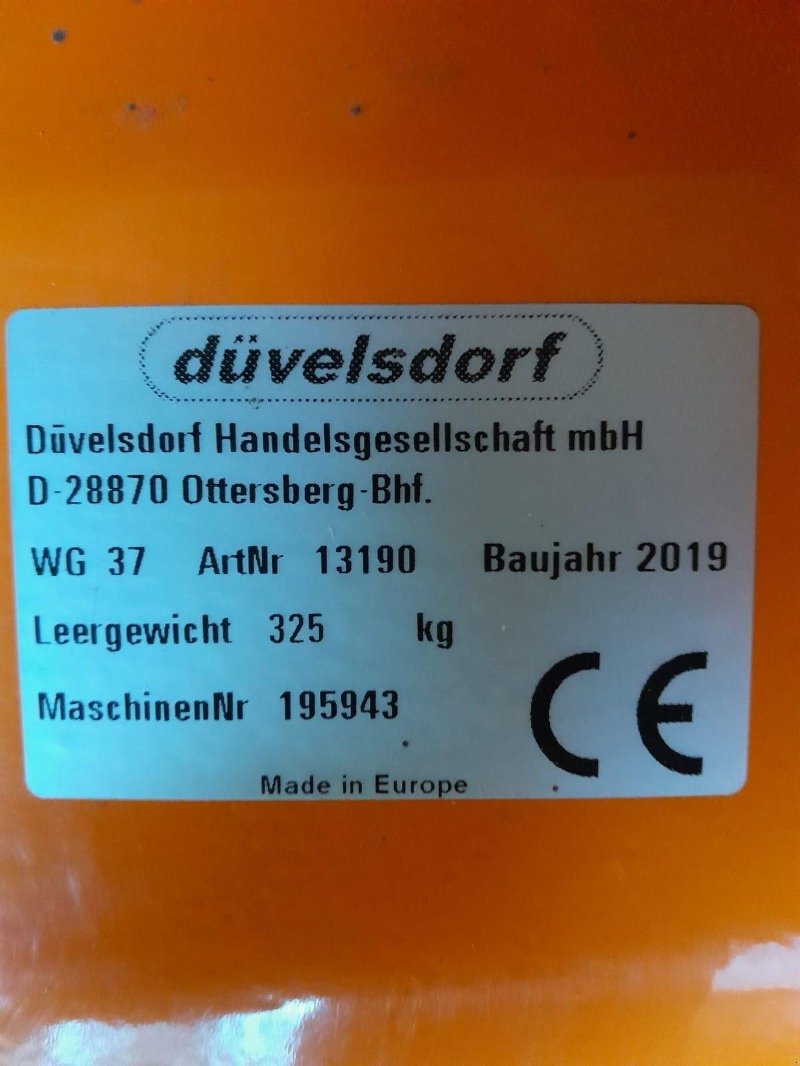 düvelsdorf
Düvelsdorf Handelsgesellschaft mbH
D-28870 Ottersberg-Bhf.
WG 37 ArtNr 13190 Baujahr 2019
Leergewicht 325 kg
MaschinenNr 195943
CE
Made in Europe